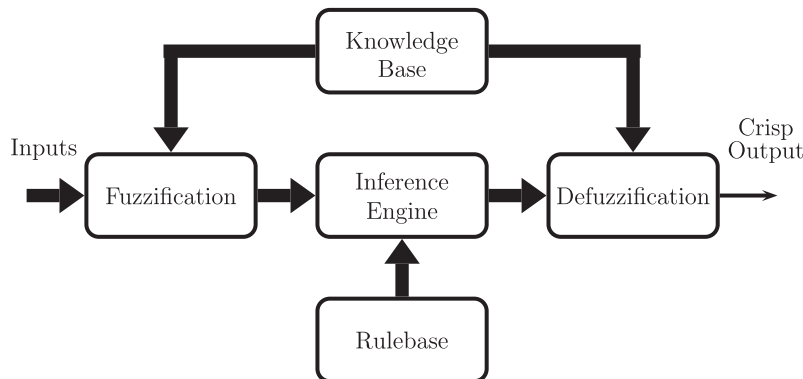 Knowledge
Base
Inputs
Crisp
Output
Fuzzification
Inference
Engine
Defuzzification
Rulebase